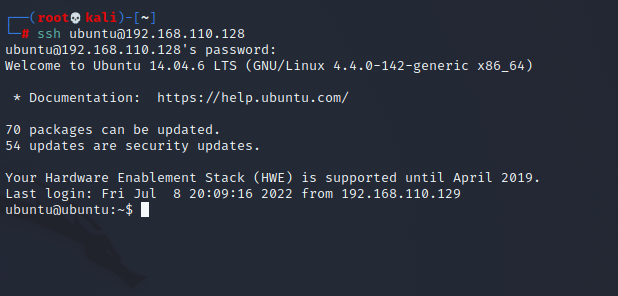 ┌──(root💀kali)-[~]
└─# ssh ubuntu@192.168.110.128
ubuntu@192.168.110.128's password:
Welcome to Ubuntu 14.04.6 LTS (GNU/Linux 4.4.0-142-generic x86_64)
* Documentation:  https://help.ubuntu.com/
70 packages can be updated.
54 updates are security updates.
Your Hardware Enablement Stack (HWE) is supported until April 2019.
Last login: Fri Jul  8 20:09:16 2022 from 192.168.110.129
ubuntu@ubuntu:~$